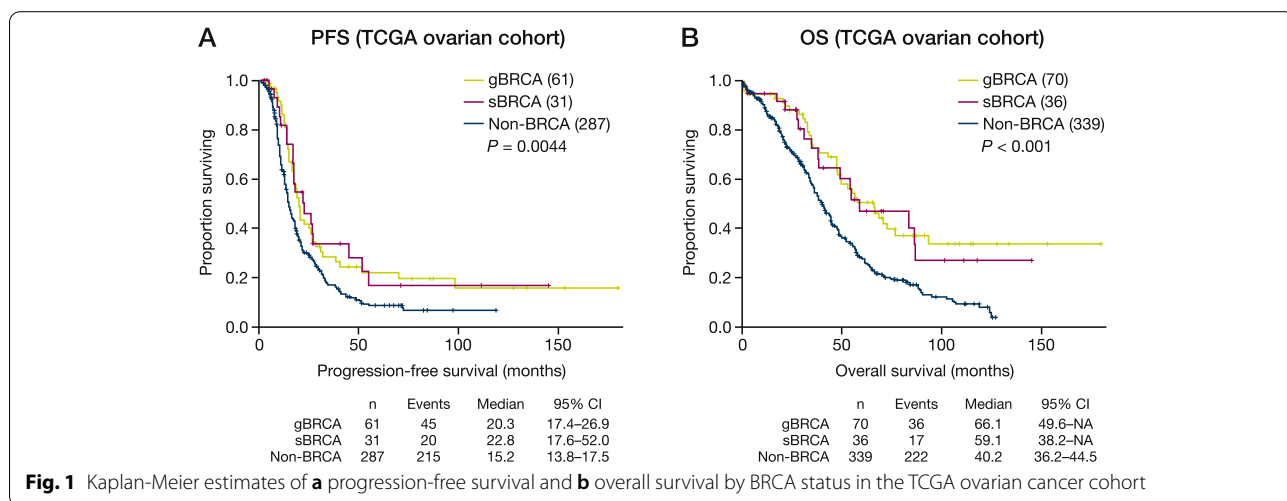 A PFS (TCGA ovarian cohort)
gBRCA (61)
sBRCA (31)
Non-BRCA (287)
P = 0.0044
Proportion surviving
1.0
0.8
0.6
0.4
0.2
0.0
0 50 100 150
Progression-free survival (months)
n Events Median 95% CI
gBRCA 61 45 20.3 17.4–26.9
sBRCA 31 20 22.8 17.6–52.0
Non-BRCA 287 215 15.2 13.8–17.5
B OS (TCGA ovarian cohort)
gBRCA (70)
sBRCA (36)
Non-BRCA (339)
P < 0.001
Proportion surviving
1.0
0.8
0.6
0.4
0.2
0.0
0 50 100 150
Overall survival (months)
n Events Median 95% CI
gBRCA 70 36 66.1 49.6–NA
sBRCA 36 17 59.1 38.2–NA
Non-BRCA 339 222 40.2 36.2–44.5
Fig. 1 Kaplan-Meier estimates of a progression-free survival and b overall survival by BRCA status in the TCGA ovarian cancer cohort